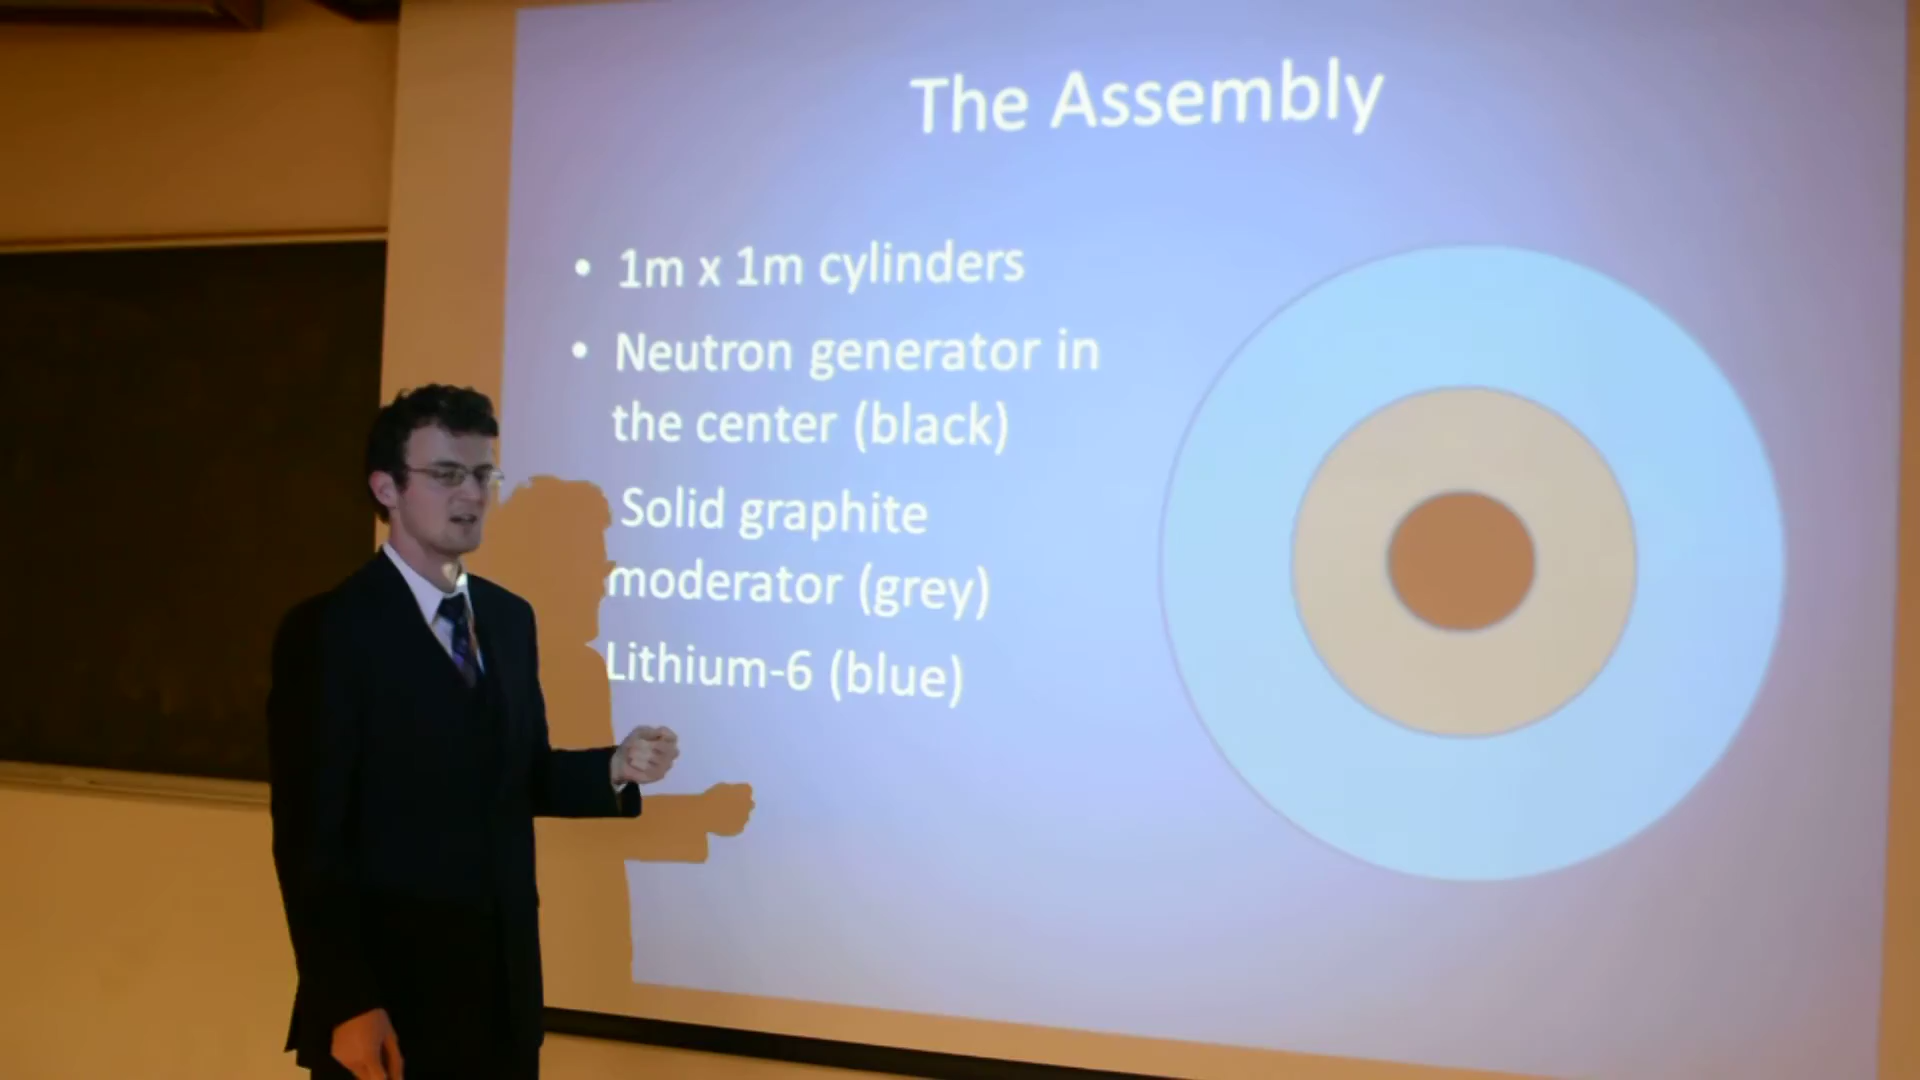 The Assembly
• 1m x 1m cylinders
• Neutron generator in
the center (black)
Solid graphite
moderator (grey)
Lithium-6 (blue)